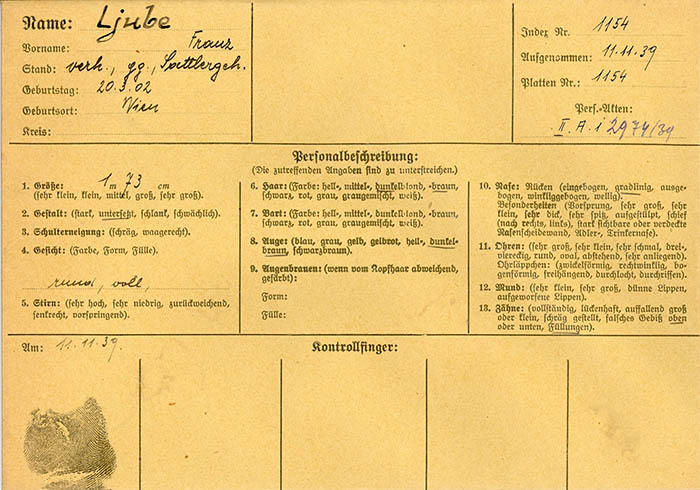 Name: Ljube
Vorname: Franz
Stand: verh., gg., Sattlergeh.
Geburtstag: 20.3.02
Geburtsort: Wien
Kreis:
Index Nr. 1154
Aufgenommen: 11.11.39
Platten Nr.: 1154
Pers.-Akten:
II. A. i 2974/39
Personalbeschreibung:
(Die zutreffenden Angaben sind zu unterstreichen.)
1. Größe: 1 m 73 cm
(sehr klein, klein, mittel, groß, sehr groß).
2. Gestalt: (stark, untersetzt, schlank, schwächlich).
3. Schulterneigung: (schräg, waagerecht).
4. Gesicht: (Farbe, Form, Fülle).
rund, voll,
5. Stirn: (sehr hoch, sehr niedrig, zurückweichend,
senkrecht, vorspringend).
6. Haar: (Farbe: hell-, mittel-, dunkelblond, -braun,
schwarz, rot, grau, graugemischt, weiß).
7. Bart: (Farbe: hell-, mittel-, dunkelblond, -braun,
schwarz, rot, grau, graugemischt, weiß).
8. Auge: (blau, grau, gelb, gelbrot, hell-, dunkel-
braun, schwarzbraun).
9. Augenbrauen: (wenn vom Kopfhaar abweichend,
gefärbt):
Form:
Fülle:
10. Nase: Rücken (eingebogen, gradlinig, ausge-
bogen, winkliggebogen, wellig).
Besonderheiten (Vorsprung, sehr groß, sehr
klein, sehr dick, sehr spitz, aufgestülpt, schief
(nach rechts, links), stark sichtbare oder verdeckte
Nasenscheidewand, Adler-, Trinkernase).
11. Ohren: (sehr groß, sehr klein, sehr schmal, drei-,
viereckig, rund, oval, abstehend, sehr anliegend).
Ohrläppchen: (zwickelförmig, rechtwinklig, bo-
genförmig, freihängend, durchlocht, durchrissen).
12. Mund: (sehr klein, sehr groß, dünne Lippen,
aufgeworfene Lippen).
13. Zähne: (vollständig, lückenhaft, auffallend groß
oder klein, schräg gestellt, falsches Gebiß oben
oder unten, Füllungen).
Am: 11.11.39.
Kontrollfinger: